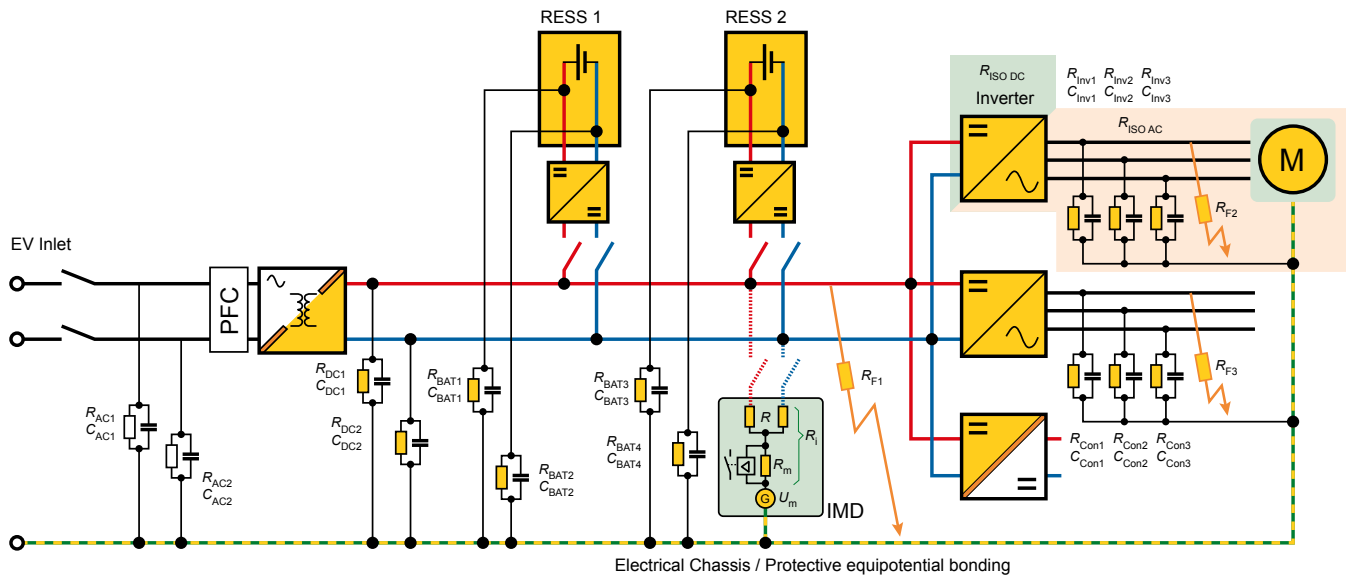 RESS 1
RESS 2
RISO DC
Inverter
RInv1 RInv2 RInv3
CInv1 CInv2 CInv3
RISO AC
M
RF2
EV Inlet
PFC
RDC1
CDC1
RDC2
CDC2
RBAT1
CBAT1
RBAT2
CBAT2
RBAT3
CBAT3
RBAT4
CBAT4
RF1
RF3
RAC1
CAC1
RAC2
CAC2
R
Ri
Rm
G
Um
IMD
RCon1 RCon2 RCon3
CCon1 CCon2 CCon3
Electrical Chassis / Protective equipotential bonding